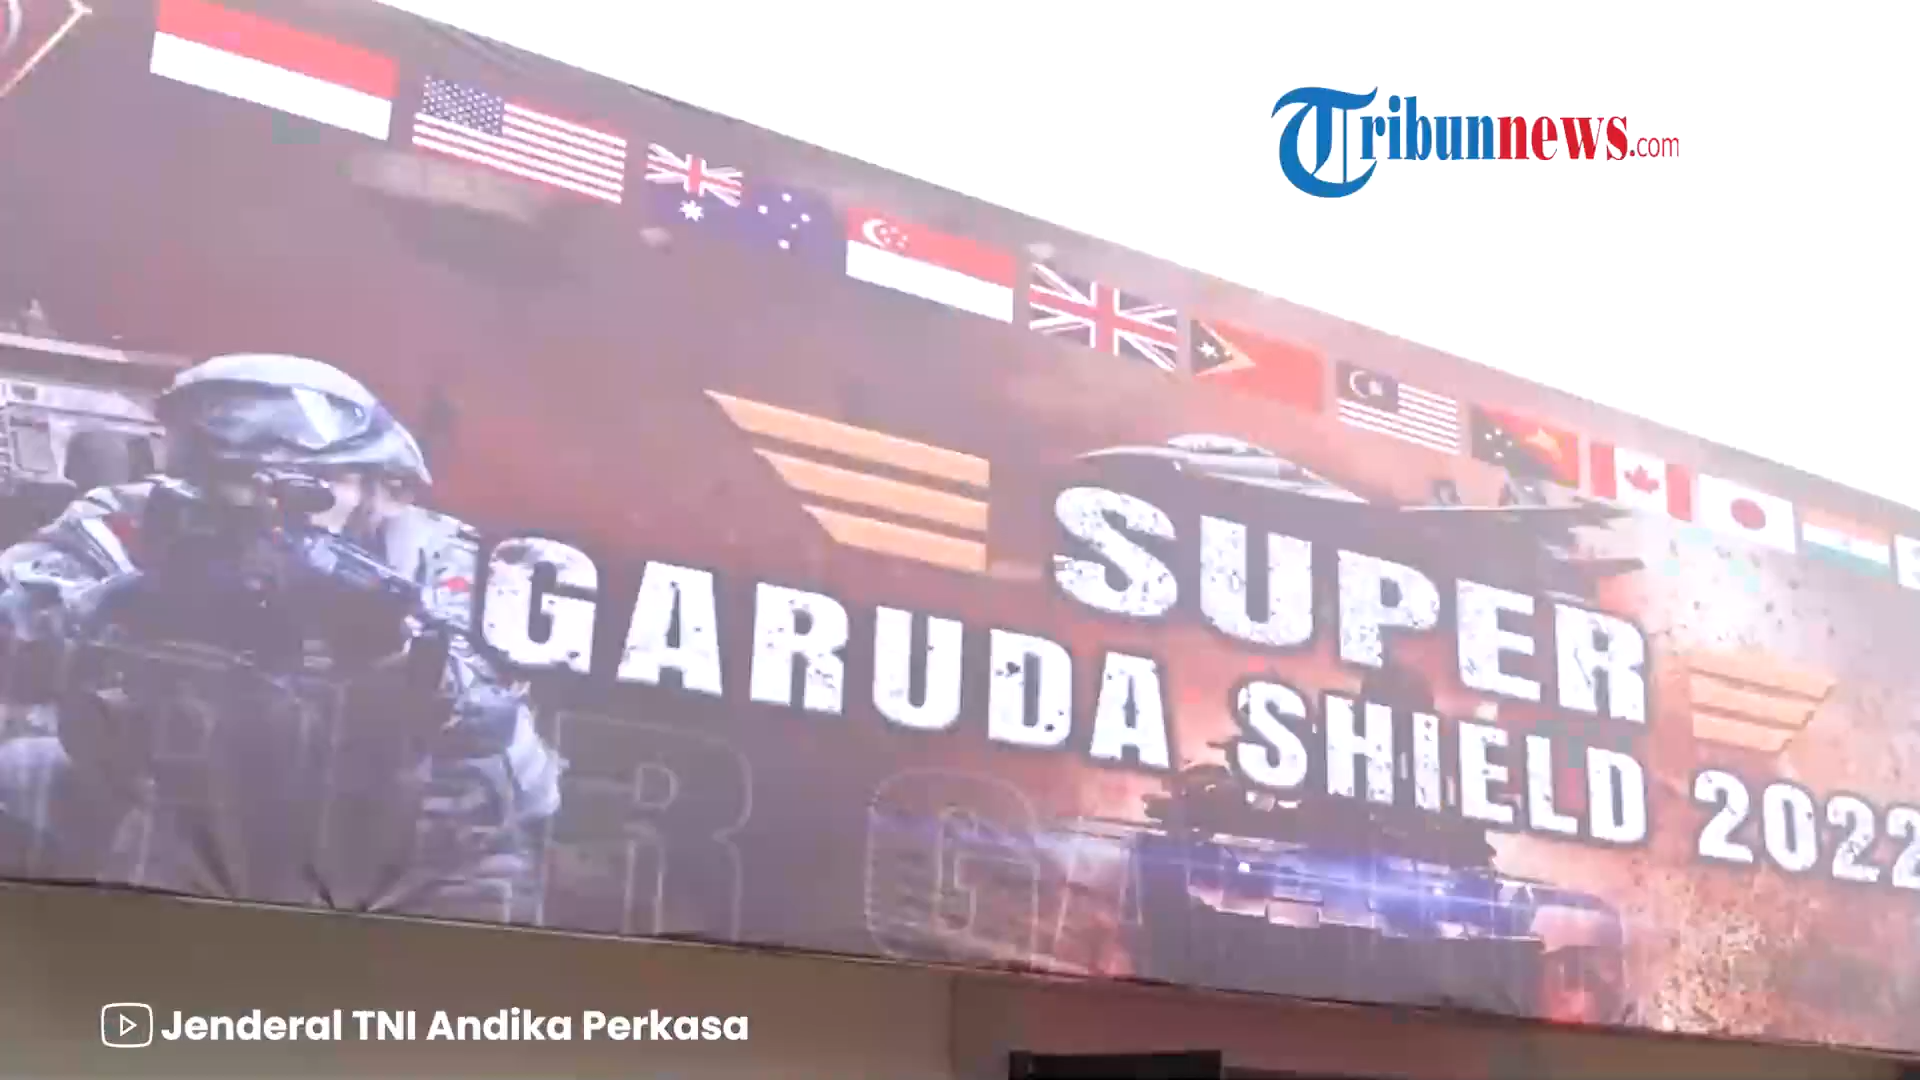 Tribunnews.com
SUPER
GARUDA SHIELD 2022
Jenderal TNI Andika Perkasa